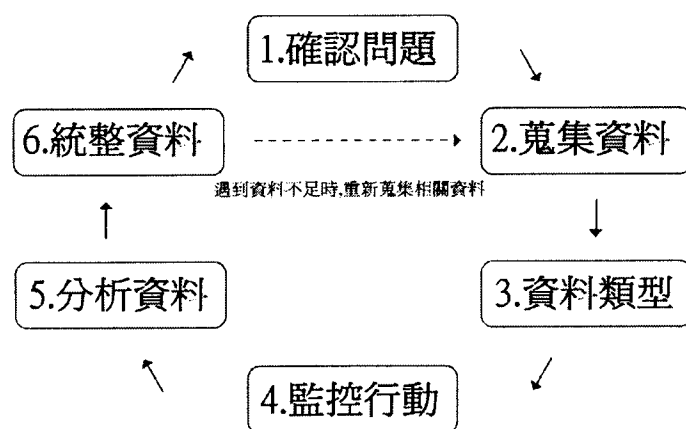 1.確認問題
6.統整資料
2.蒐集資料
遇到資料不足時,重新蒐集相關資料
5.分析資料
3.資料類型
4.監控行動